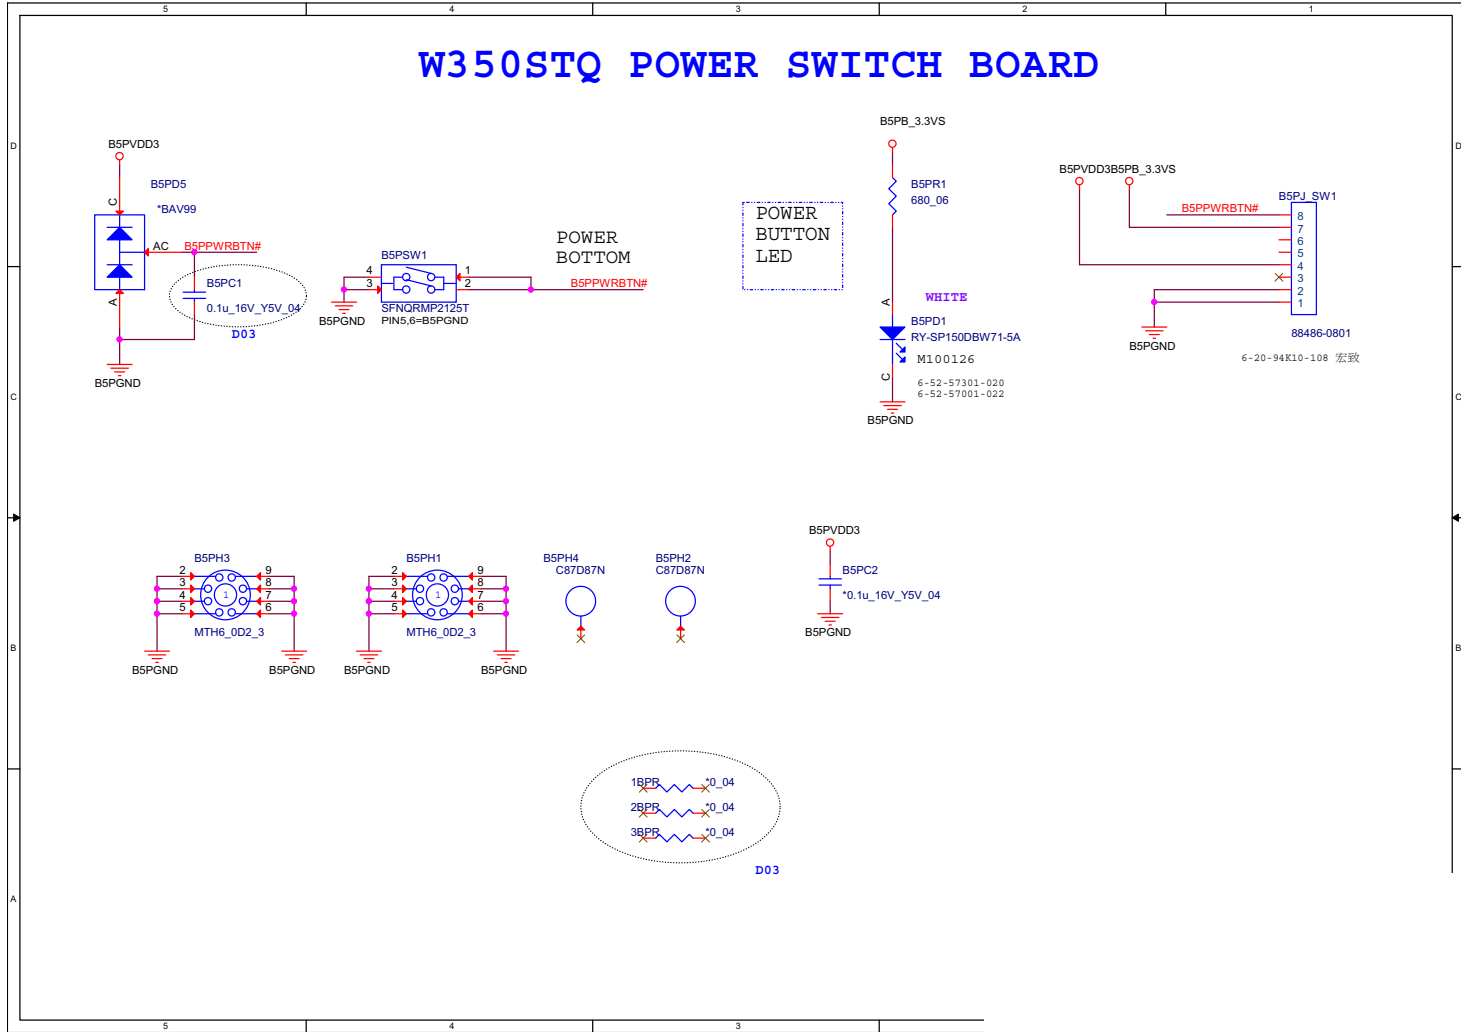 5 4 3 2 1
W350STQ POWER SWITCH BOARD
D
D
B5PVDD3
B5PD5
*BAV99
C
AC
B5PPWRBTN#
A
B5PC1
0.1u_16V_Y5V_04
D03
B5PGND
B5PSW1
4
3
1
2
SFNQRMP2125T
PIN5,6=B5PGND
B5PGND
POWER
BOTTOM
B5PPWRBTN#
POWER
BUTTON
LED
B5PB_3.3VS
B5PR1
680_06
WHITE
A
B5PD1
RY-SP150DBW71-5A
M100126
C
6-52-57301-020
6-52-57001-022
B5PGND
B5PVDD3
B5PB_3.3VS
B5PJ_SW1
B5PPWRBTN#
8
7
6
5
4
3
2
1
B5PGND
88486-0801
6-20-94K10-108 宏致
C
C
B5PH3
2
3
4
5
1
9
8
7
6
MTH6_0D2_3
B5PGND
B5PGND
B5PH1
2
3
4
5
1
9
8
7
6
MTH6_0D2_3
B5PGND
B5PGND
B5PH4
C87D87N
B5PH2
C87D87N
B5PVDD3
B5PC2
*0.1u_16V_Y5V_04
B5PGND
B
B
1BPR *0_04
2BPR *0_04
3BPR *0_04
D03
A
5 4 3